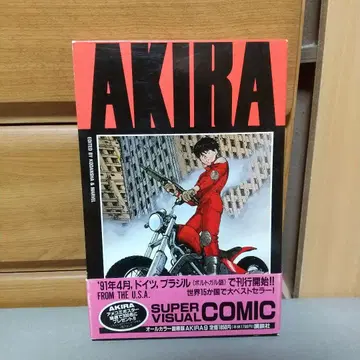 AKIRA
EDITED BY KODANSHA & MARVEL
'91年4月、ドイツ、ブラジル(ポルトガル語)で刊行開始!!
FROM THE U.S.A.
世界15か国で大ベストセラー!
AKIRA
SUPER
VISUAL
COMIC
オールカラー国際版AKIRA9
講談社